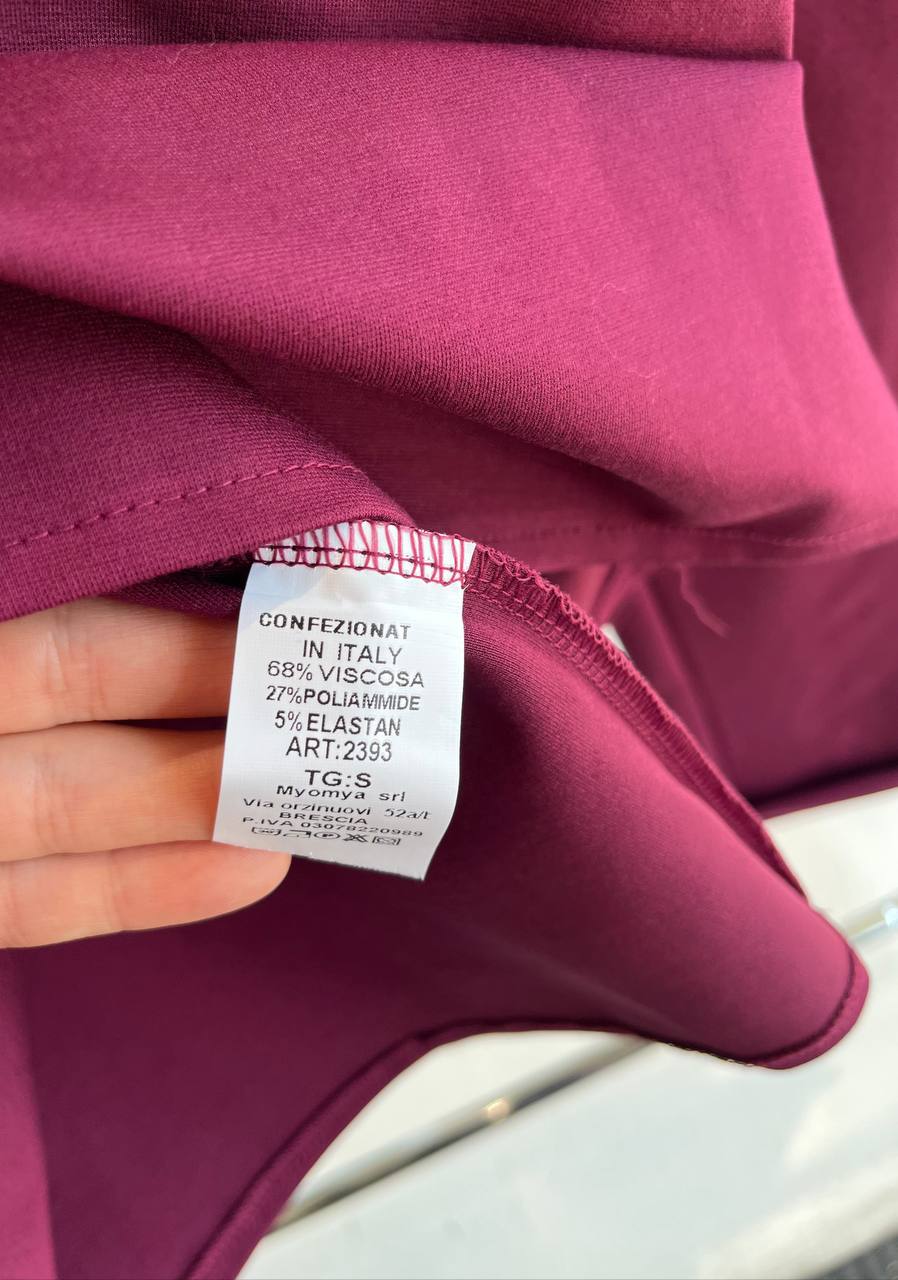 CONFEZIONAT
IN ITALY
68% VISCOSA
27%POLIAMMIDE
5% ELASTAN
ART:2393
TG:S
Myomya srl
Via orzinuovi 52a/t
BRESCIA
P.IVA 03078220989